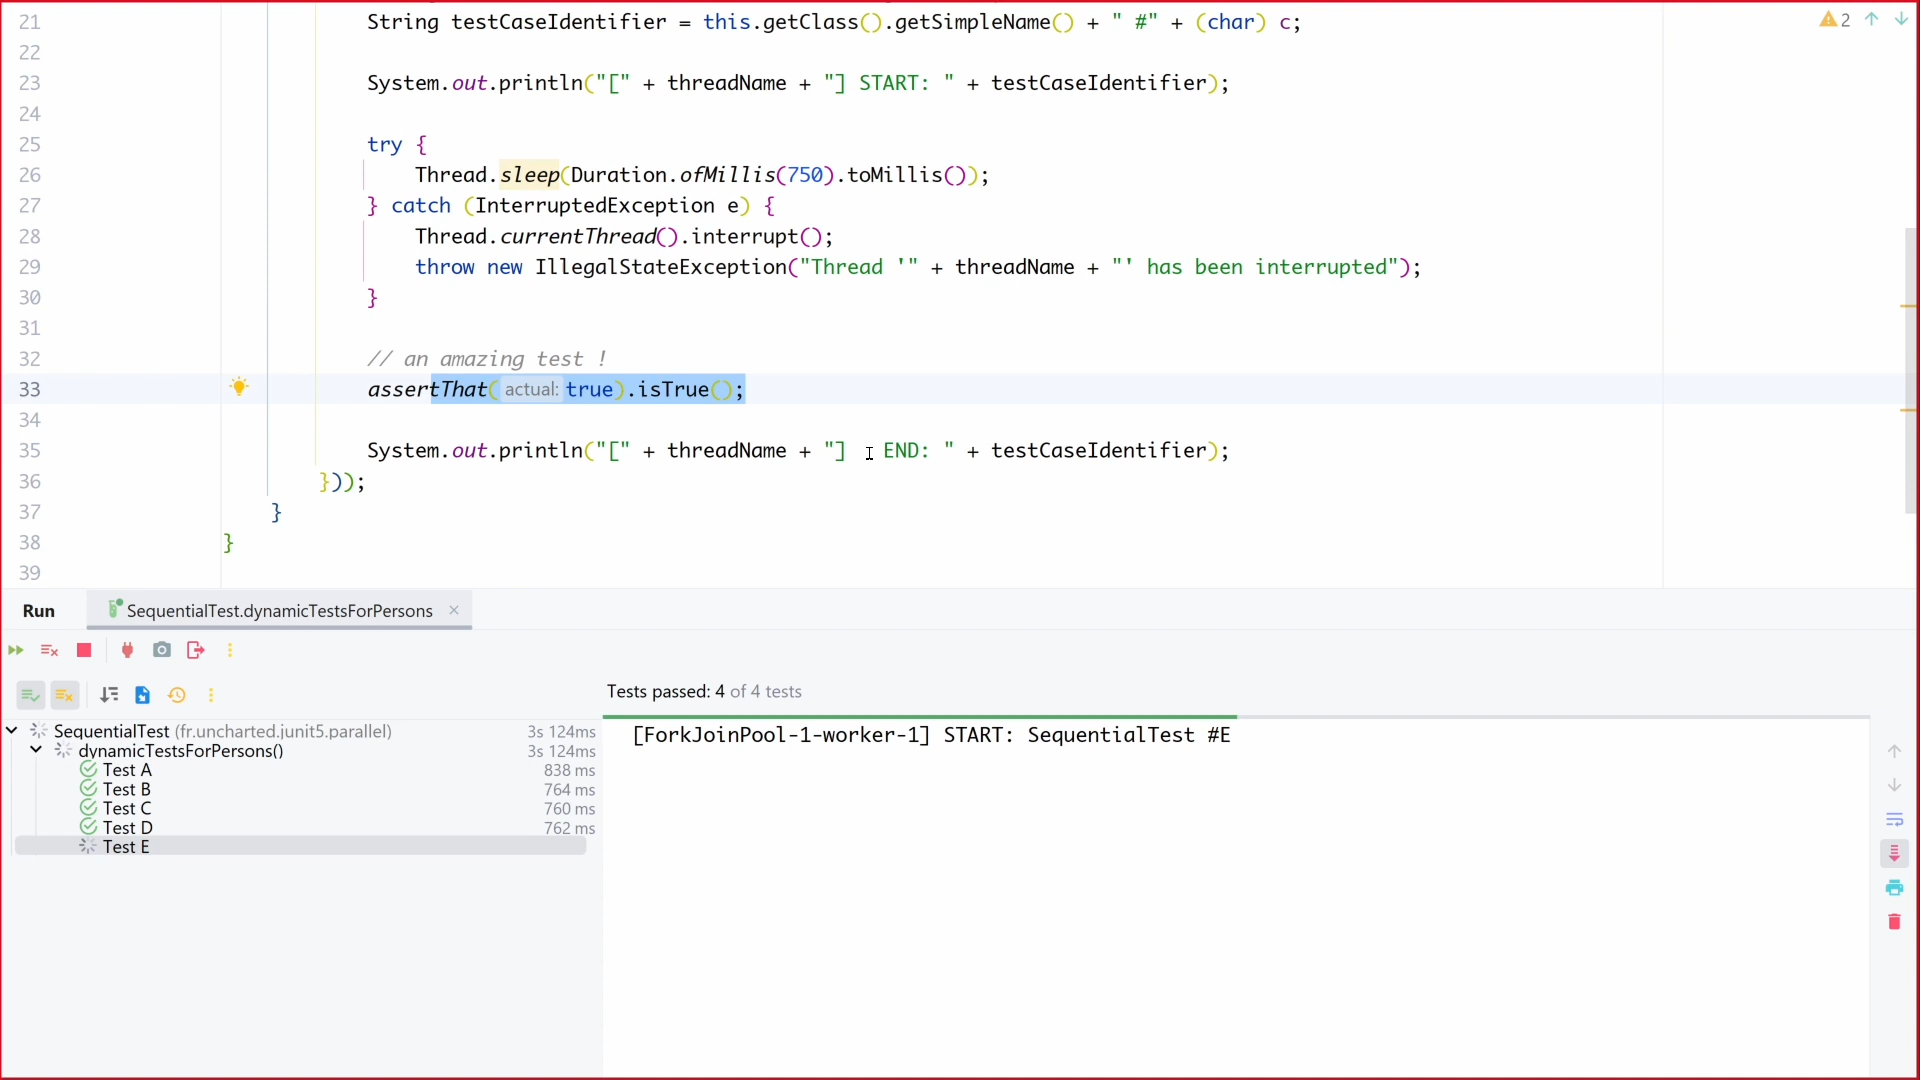 21 String testCaseIdentifier = this.getClass().getSimpleName() + " #" + (char) c;
2
22
23 System.out.println("[" + threadName + "] START: " + testCaseIdentifier);
24
25 try {
26 Thread.sleep(Duration.ofMillis(750).toMillis());
27 } catch (InterruptedException e) {
28 Thread.currentThread().interrupt();
29 throw new IllegalStateException("Thread '" + threadName + "' has been interrupted");
30 }
31
32 // an amazing test !
33 assertThat( actual: true).isTrue();
34
35 System.out.println("[" + threadName + "]   END: " + testCaseIdentifier);
36 }));
37 }
38 }
39
Run SequentialTest.dynamicTestsForPersons
Tests passed: 4 of 4 tests
SequentialTest (fr.uncharted.junit5.parallel) 3s 124ms
dynamicTestsForPersons() 3s 124ms
Test A 838 ms
Test B 764 ms
Test C 760 ms
Test D 762 ms
Test E
[ForkJoinPool-1-worker-1] START: SequentialTest #E